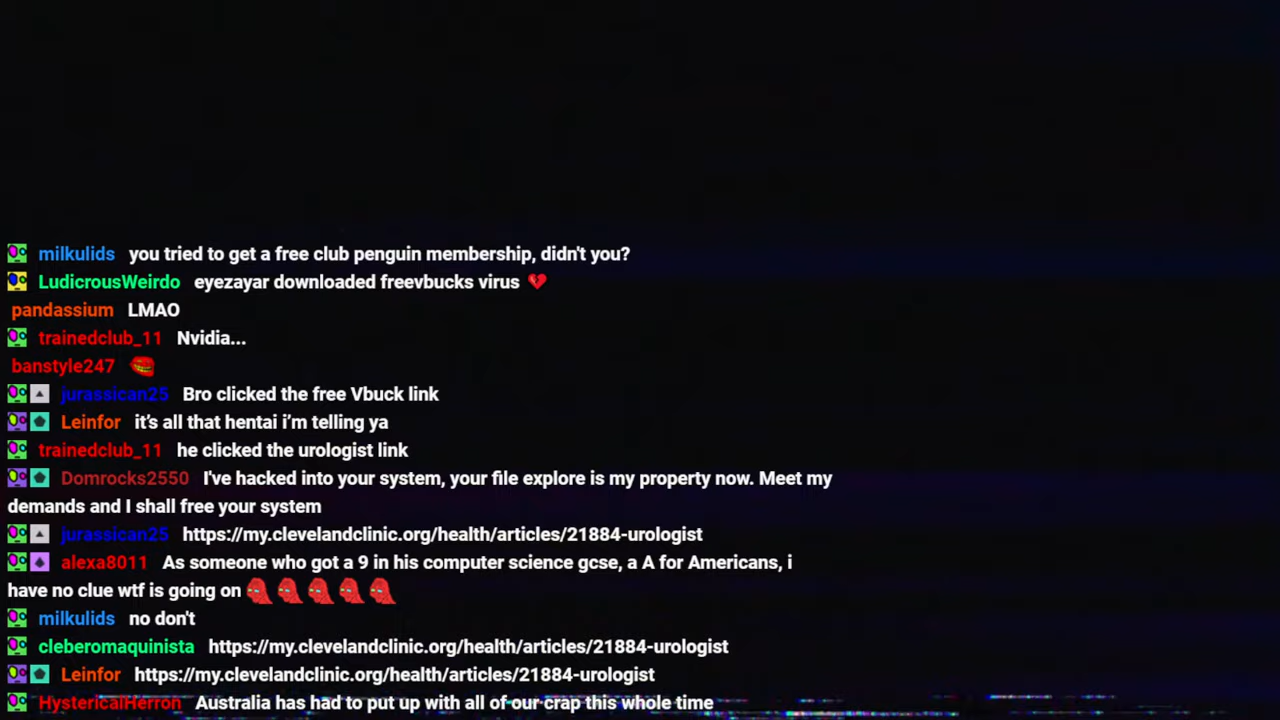 milkulids you tried to get a free club penguin membership, didn't you?
LudicrousWeirdo eyezayar downloaded freevbucks virus 💔
pandassium LMAO
trainedclub_11 Nvidia...
banstyle247
jurassican25 Bro clicked the free Vbuck link
Leinfor it's all that hentai i'm telling ya
trainedclub_11 he clicked the urologist link
Domrocks2550 I've hacked into your system, your file explore is my property now. Meet my
demands and I shall free your system
jurassican25 https://my.clevelandclinic.org/health/articles/21884-urologist
alexa8011 As someone who got a 9 in his computer science gcse, a A for Americans, i
have no clue wtf is going on
milkulids no don't
cleberomaquinista https://my.clevelandclinic.org/health/articles/21884-urologist
Leinfor https://my.clevelandclinic.org/health/articles/21884-urologist
HystericalHerron Australia has had to put up with all of our crap this whole time